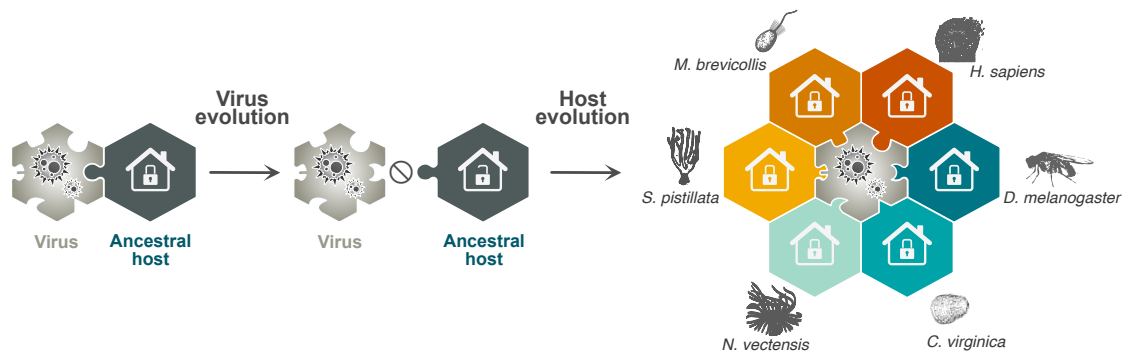 Virus
evolution
Host
evolution
Virus
Ancestral
host
Virus
Ancestral
host
M. brevicollis
H. sapiens
S. pistillata
D. melanogaster
N. vectensis
C. virginica